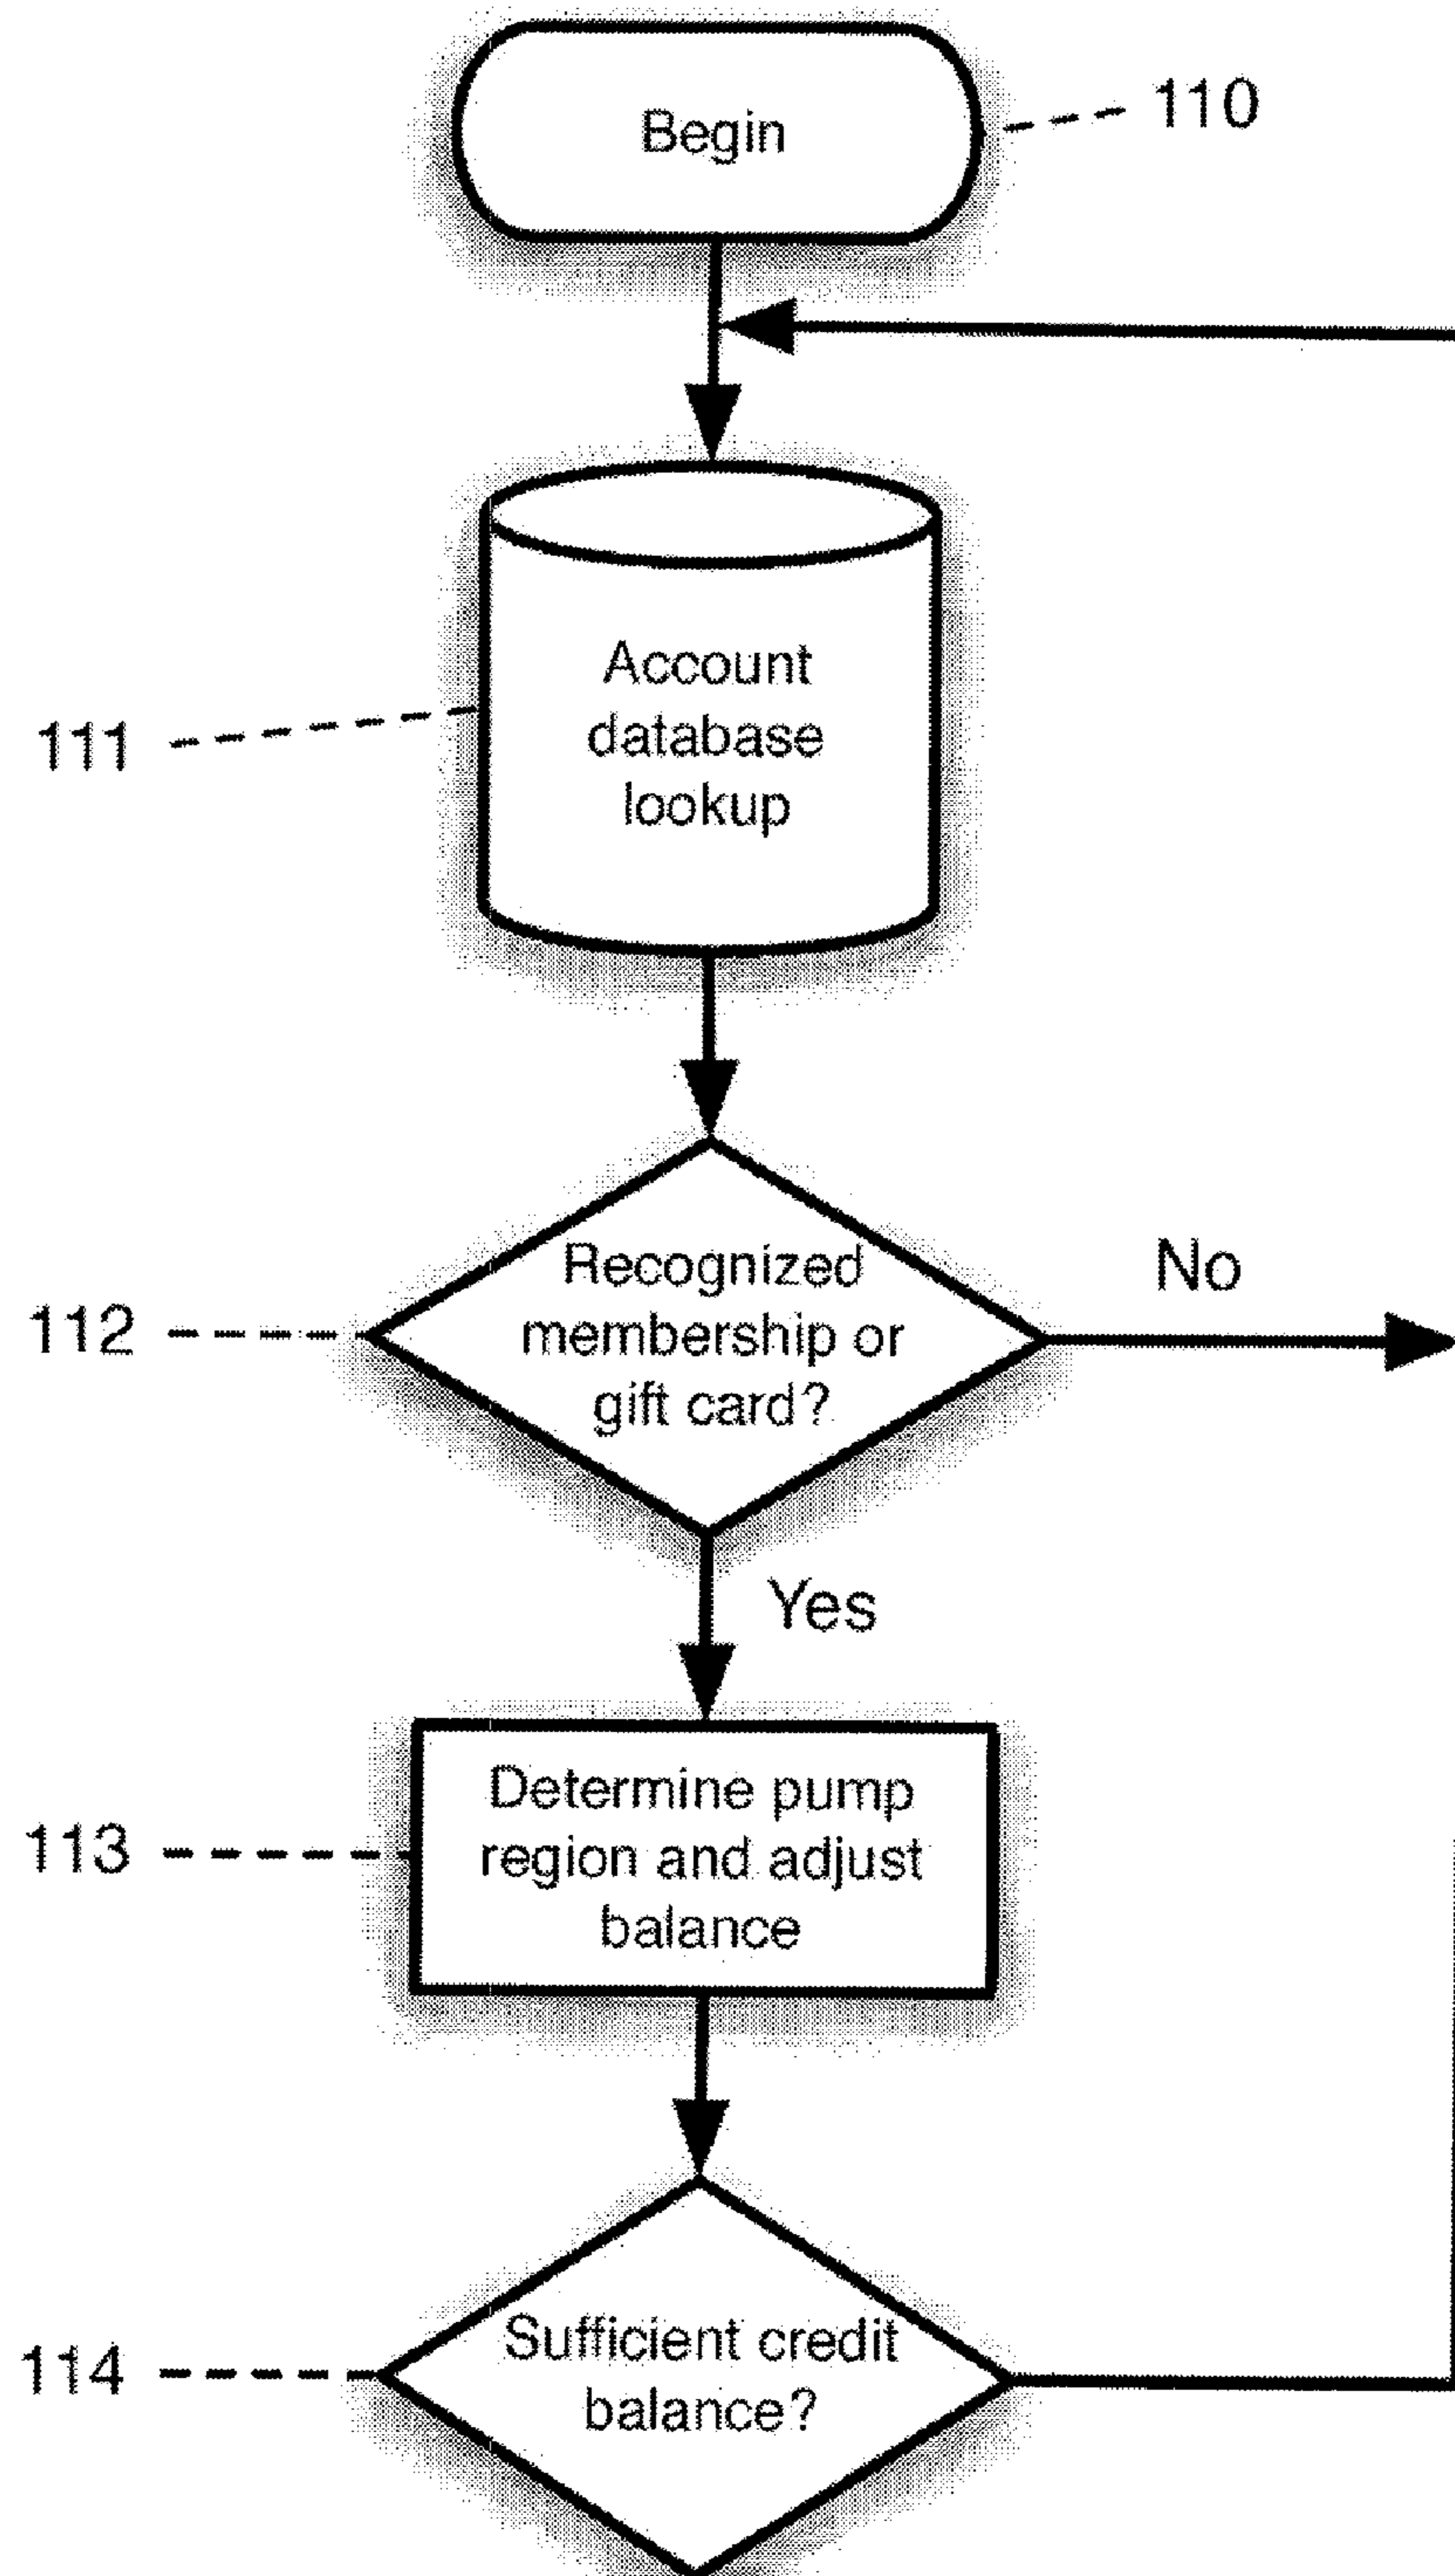 Begin
110
Account
database
lookup
111
Recognized
membership or
gift card?
112
No
Yes
Determine pump
region and adjust
balance
113
Sufficient credit
balance?
114